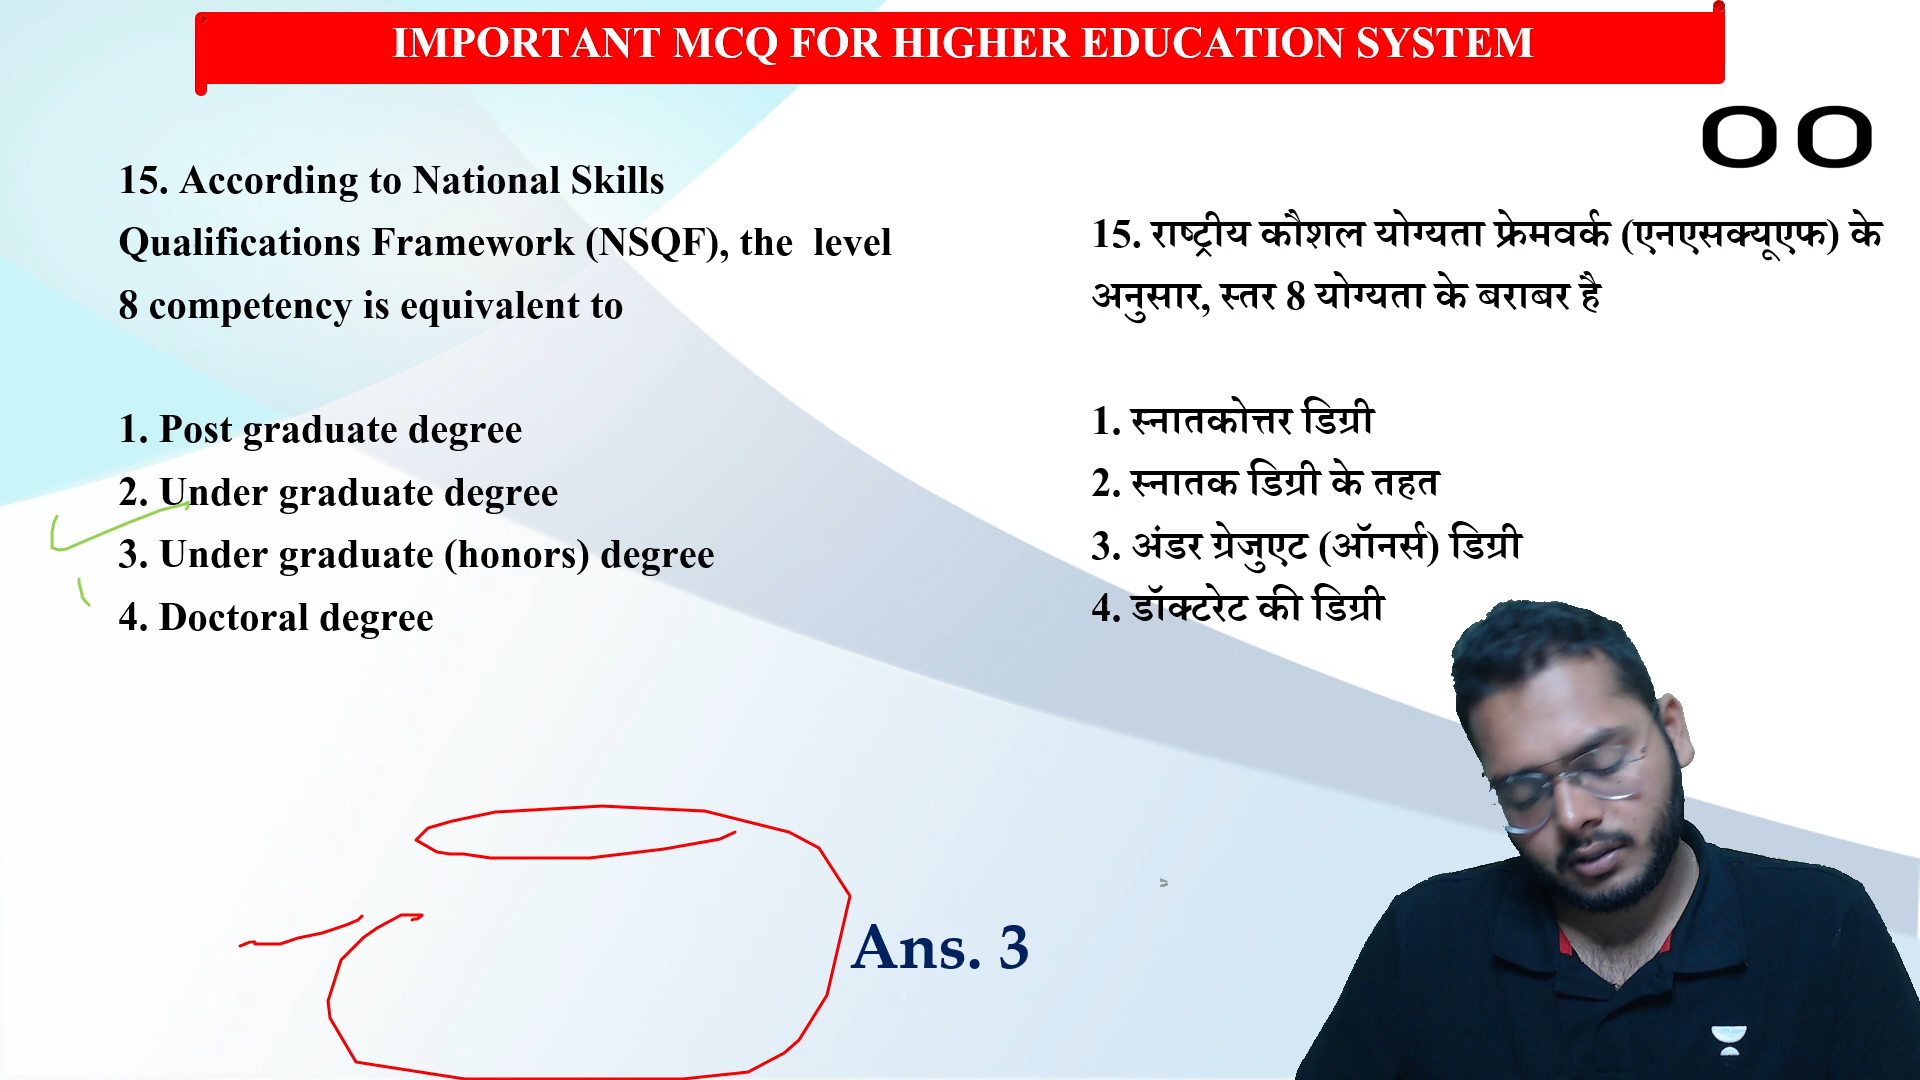 IMPORTANT MCQ FOR HIGHER EDUCATION SYSTEM
00
15. According to National Skills
Qualifications Framework (NSQF), the level
8 competency is equivalent to
1. Post graduate degree
2. Under graduate degree
3. Under graduate (honors) degree
4. Doctoral degree
15. राष्ट्रीय कौशल योग्यता फ्रेमवर्क (एनएसक्यूएफ) के
अनुसार, स्तर 8 योग्यता के बराबर है
1. स्नातकोत्तर डिग्री
2. स्नातक डिग्री के तहत
3. अंडर ग्रेजुएट (ऑनर्स) डिग्री
4. डॉक्टरेट की डिग्री
Ans. 3